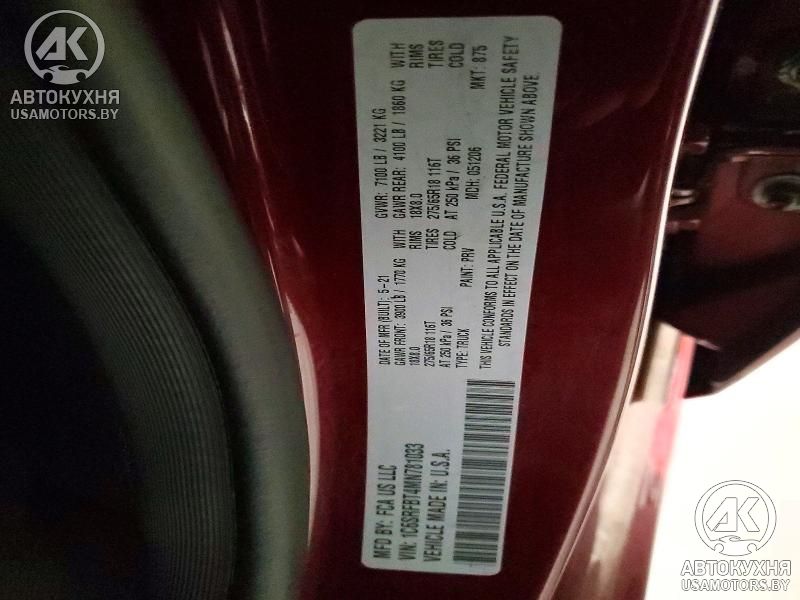 AK
АВТОКУХНЯ
USAMOTORS.BY
MFD BY: FCA US LLC
VIN: 1C6SRFBT4MN781033
VEHICLE MADE IN: U.S.A.
DATE OF MFR (BUILT): 5-21 GVWR: 7100 LB / 3221 KG
GAWR FRONT: 3900 LB / 1770 KG WITH GAWR REAR: 4100 LB / 1860 KG WITH
18X8.0 RIMS 18X8.0 RIMS
275/65R18 116T TIRES 275/65R18 116T TIRES
AT 250 kPa / 36 PSI COLD AT 250 kPa / 36 PSI COLD
TYPE: TRUCK PAINT: PRV MCH: 051206 MKT: 875
THIS VEHICLE CONFORMS TO ALL APPLICABLE U.S.A. FEDERAL MOTOR VEHICLE SAFETY
STANDARDS IN EFFECT ON THE DATE OF MANUFACTURE SHOWN ABOVE.
AK
АВТОКУХНЯ
USAMOTORS.BY